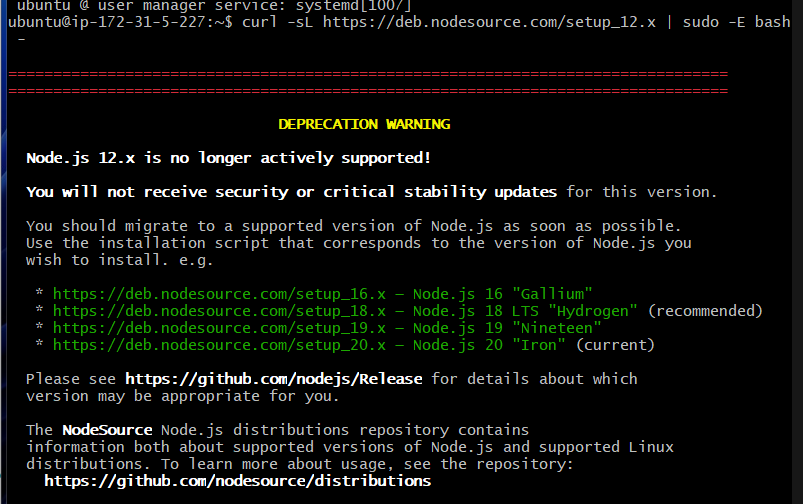 ubuntu @ user manager service: systemd[1007]
ubuntu@ip-172-31-5-227:~$ curl -sL https://deb.nodesource.com/setup_12.x | sudo -E bash
-
================================================================================
================================================================================
DEPRECATION WARNING
Node.js 12.x is no longer actively supported!
You will not receive security or critical stability updates for this version.
You should migrate to a supported version of Node.js as soon as possible.
Use the installation script that corresponds to the version of Node.js you
wish to install. e.g.
* https://deb.nodesource.com/setup_16.x — Node.js 16 "Gallium"
* https://deb.nodesource.com/setup_18.x — Node.js 18 LTS "Hydrogen" (recommended)
* https://deb.nodesource.com/setup_19.x — Node.js 19 "Nineteen"
* https://deb.nodesource.com/setup_20.x — Node.js 20 "Iron" (current)
Please see https://github.com/nodejs/Release for details about which
version may be appropriate for you.
The NodeSource Node.js distributions repository contains
information both about supported versions of Node.js and supported Linux
distributions. To learn more about usage, see the repository:
https://github.com/nodesource/distributions